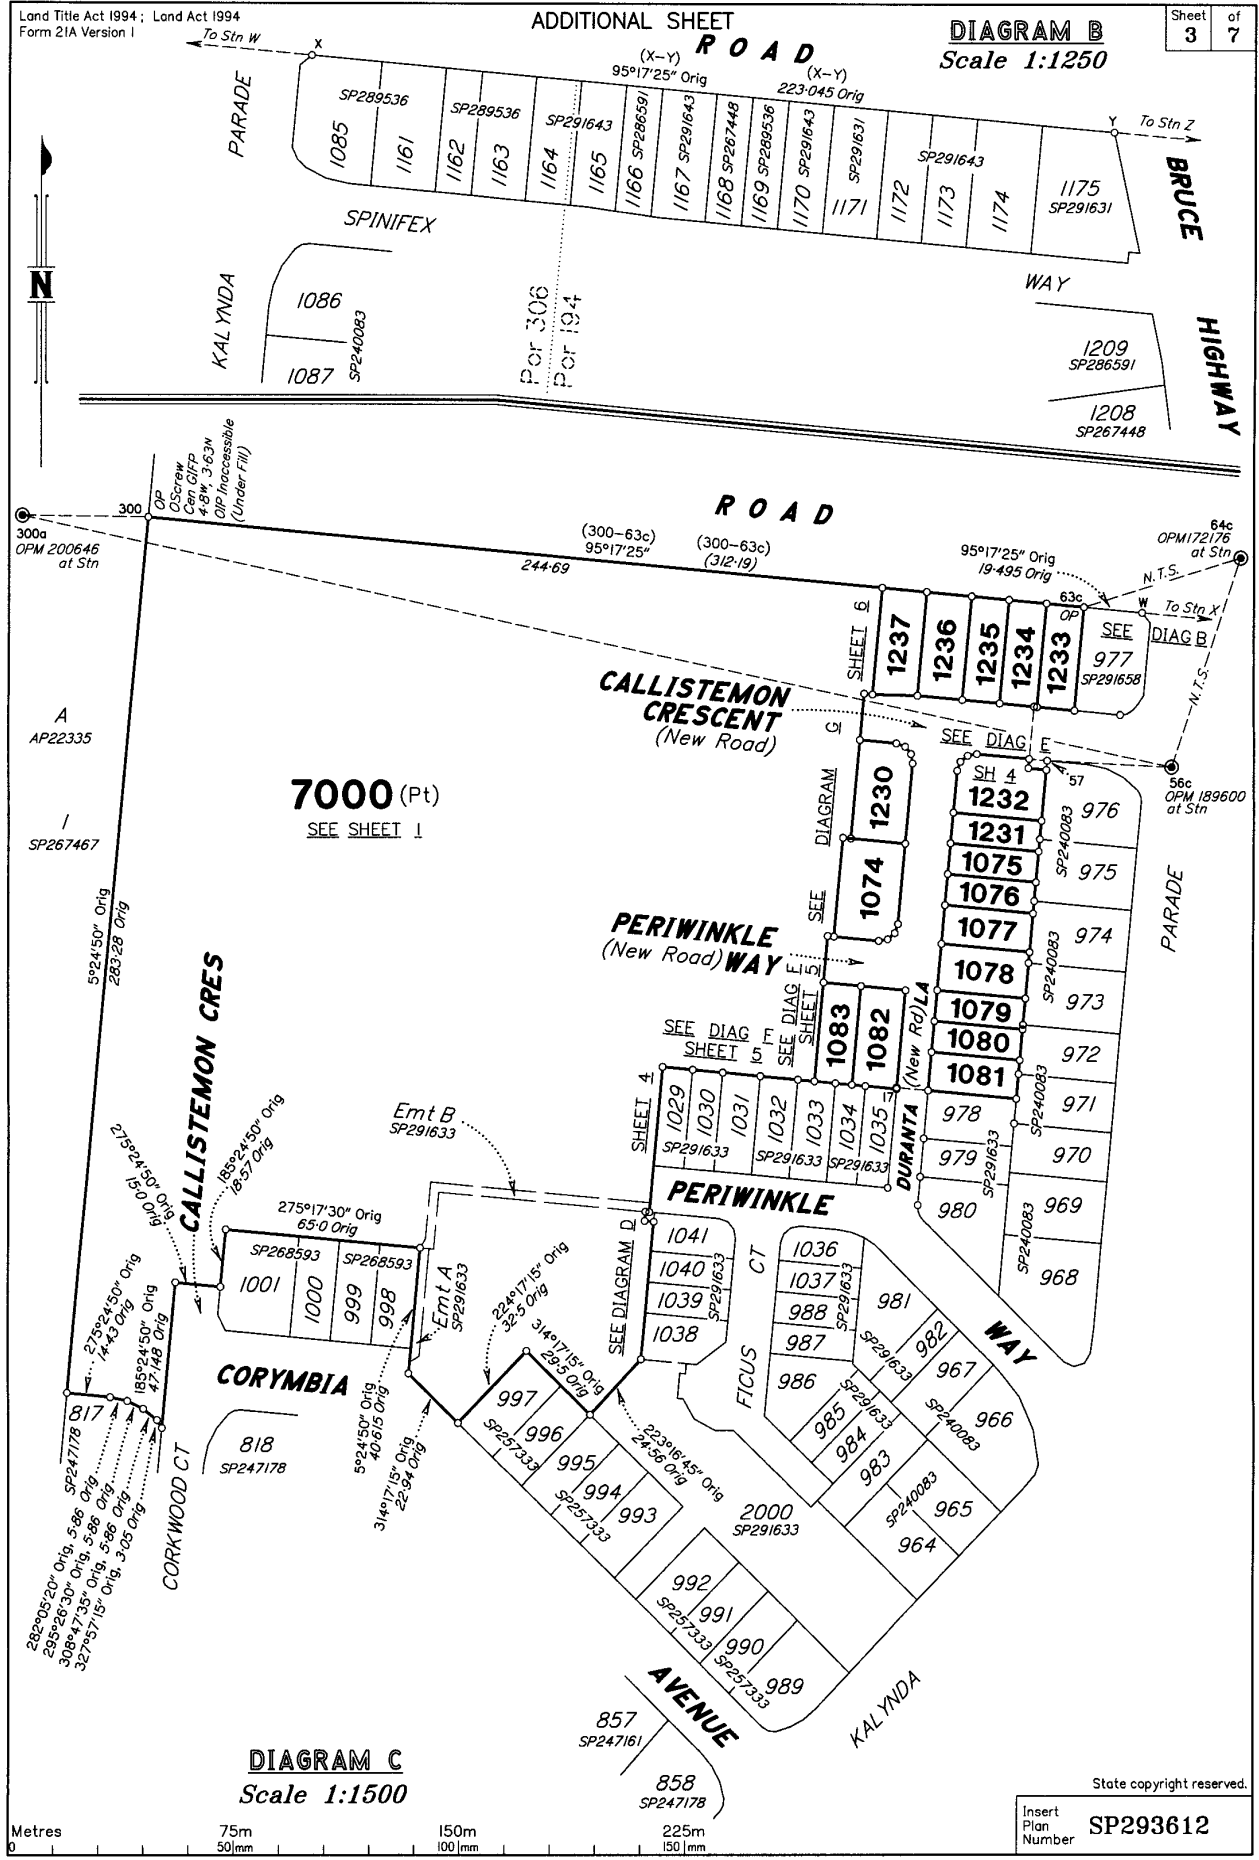 Land Title Act 1994 ; Land Act 1994
Form 21A Version 1
ADDITIONAL SHEET
DIAGRAM B
Scale 1:1250
Sheet 3 of 7
To Stn W
X
ROAD
(X-Y)
95°17'25" Orig
(X-Y)
223·045 Orig
Y
To Stn Z
PARADE
SP289536
1085
1161
SP289536
1162
1163
SP291643
1164
1165
1166 SP286591
1167 SP291643
1168 SP267448
1169 SP289536
1170 SP291643
1171 SP291631
SP291643
1172
1173
1174
1175
SP291631
BRUCE
HIGHWAY
SPINIFEX
WAY
KALYNDA
1086
1087
SP240083
Por 306
Por 194
1209
SP286591
1208
SP267448
N
300
OP
OScrew
Cen GIFP
4·8W, 3·63N
OIP Inaccessible
(Under Fill)
300a
OPM 200646
at Stn
ROAD
(300-63c)
95°17'25"
244·69
(300-63c)
(312·19)
95°17'25" Orig
19·495 Orig
64c
OPM172176
at Stn
N.T.S.
63c
OP
W
To Stn X
SEE DIAG B
977
SP291658
N.T.S.
SHEET 6
1237
1236
1235
1234
1233
CALLISTEMON
CRESCENT
(New Road)
SEE DIAG E
SH 4
57
56c
OPM 189600
at Stn
A
AP22335
1
SP267467
7000 (Pt)
SEE SHEET 1
SEE DIAGRAM G
1230
1074
1232
1231
1075
1076
1077
1078
1079
1080
1081
976
SP240083
975
974
SP240083
973
972
SP240083
971
970
969
SP240083
968
PARADE
PERIWINKLE
(New Road) WAY
SEE DIAG F
SHEET 5
SEE DIAG F
SHEET 5
1083
1082
(New Rd) LA
DURANTA
17
5°24'50" Orig
283·28 Orig
CALLISTEMON CRES
SHEET 4
SEE DIAGRAM D
1029
1030
1031
1032
1033
1034
1035
SP291633
SP291633
SP291633
978
979
980
SP291633
Emt B
SP291633
PERIWINKLE
WAY
275°24'50" Orig
15·0 Orig
185°24'50" Orig
18·57 Orig
275°17'30" Orig
65·0 Orig
SP268593
SP268593
1001
1000
999
998
Emt A
SP291633
224°17'15" Orig
32·5 Orig
314°17'15" Orig
29·5 Orig
1041
1040
1039
1038
SP291633
FICUS CT
1036
1037
988
987
986
SP291633
981
982
SP291633
967
966
SP240083
985
984
983
SP291633
965
964
SP240083
275°24'50" Orig
14·43 Orig
185°24'50" Orig
47·148 Orig
CORYMBIA
AVENUE
817
SP247178
818
SP247178
CORKWOOD CT
282°05'20" Orig, 5·86 Orig
295°26'30" Orig, 5·86 Orig
308°47'35" Orig, 5·86 Orig
327°57'15" Orig, 3·05 Orig
5°24'50" Orig
40·615 Orig
314°17'15" Orig
22·94 Orig
997
996
SP257333
995
994
993
SP257333
223°16'45" Orig
24·56 Orig
2000
SP291633
992
991
SP257333
990
989
SP257333
KALYNDA
857
SP247161
858
SP247178
DIAGRAM C
Scale 1:1500
State copyright reserved.
Insert
Plan
Number
SP293612
Metres
75m
150m
225m
0
50mm
100mm
150mm